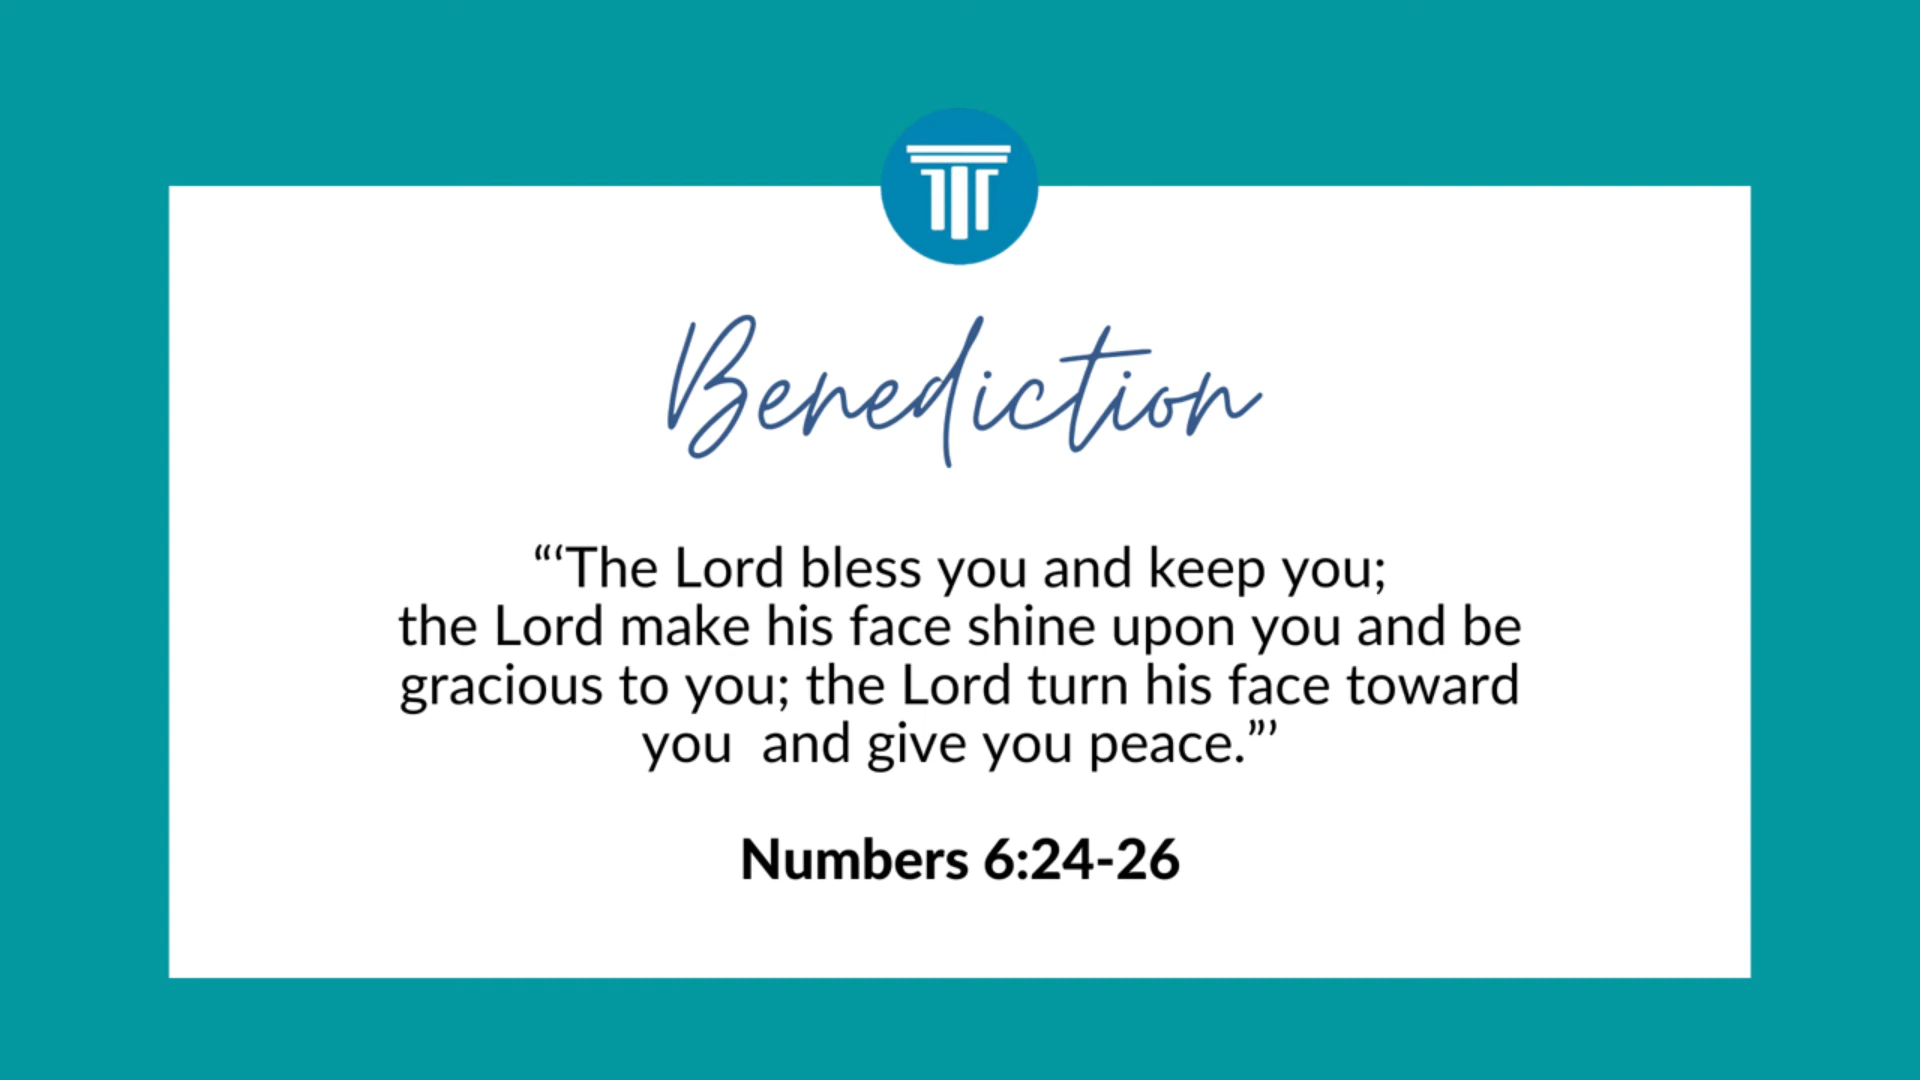 Benediction
“‘The Lord bless you and keep you;
the Lord make his face shine upon you and be
gracious to you; the Lord turn his face toward
you  and give you peace.”’
Numbers 6:24-26